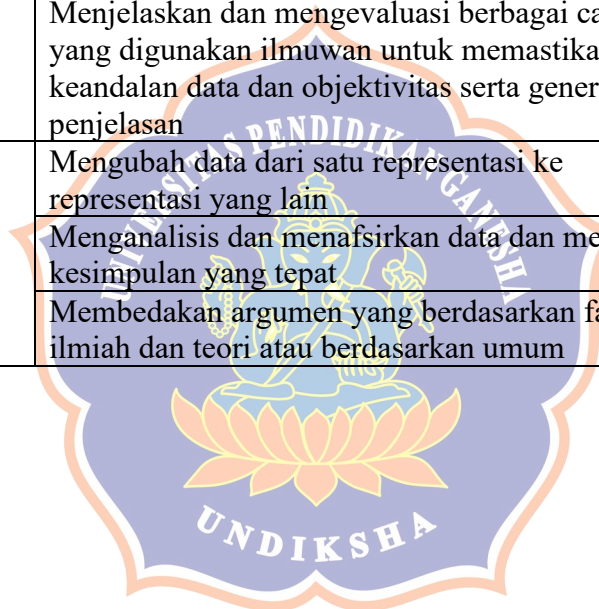 Menjelaskan dan mengevaluasi berbagai ca
yang digunakan ilmuwan untuk memastika
keandalan data dan objektivitas serta gener
penjelasan
Mengubah data dari satu representasi ke
representasi yang lain
Menganalisis dan menafsirkan data dan me
kesimpulan yang tepat
Membedakan argumen yang berdasarkan fa
ilmiah dan teori atau berdasarkan umum
UNIVERSITAS PENDIDIKAN GANESHA
UNDIKSHA